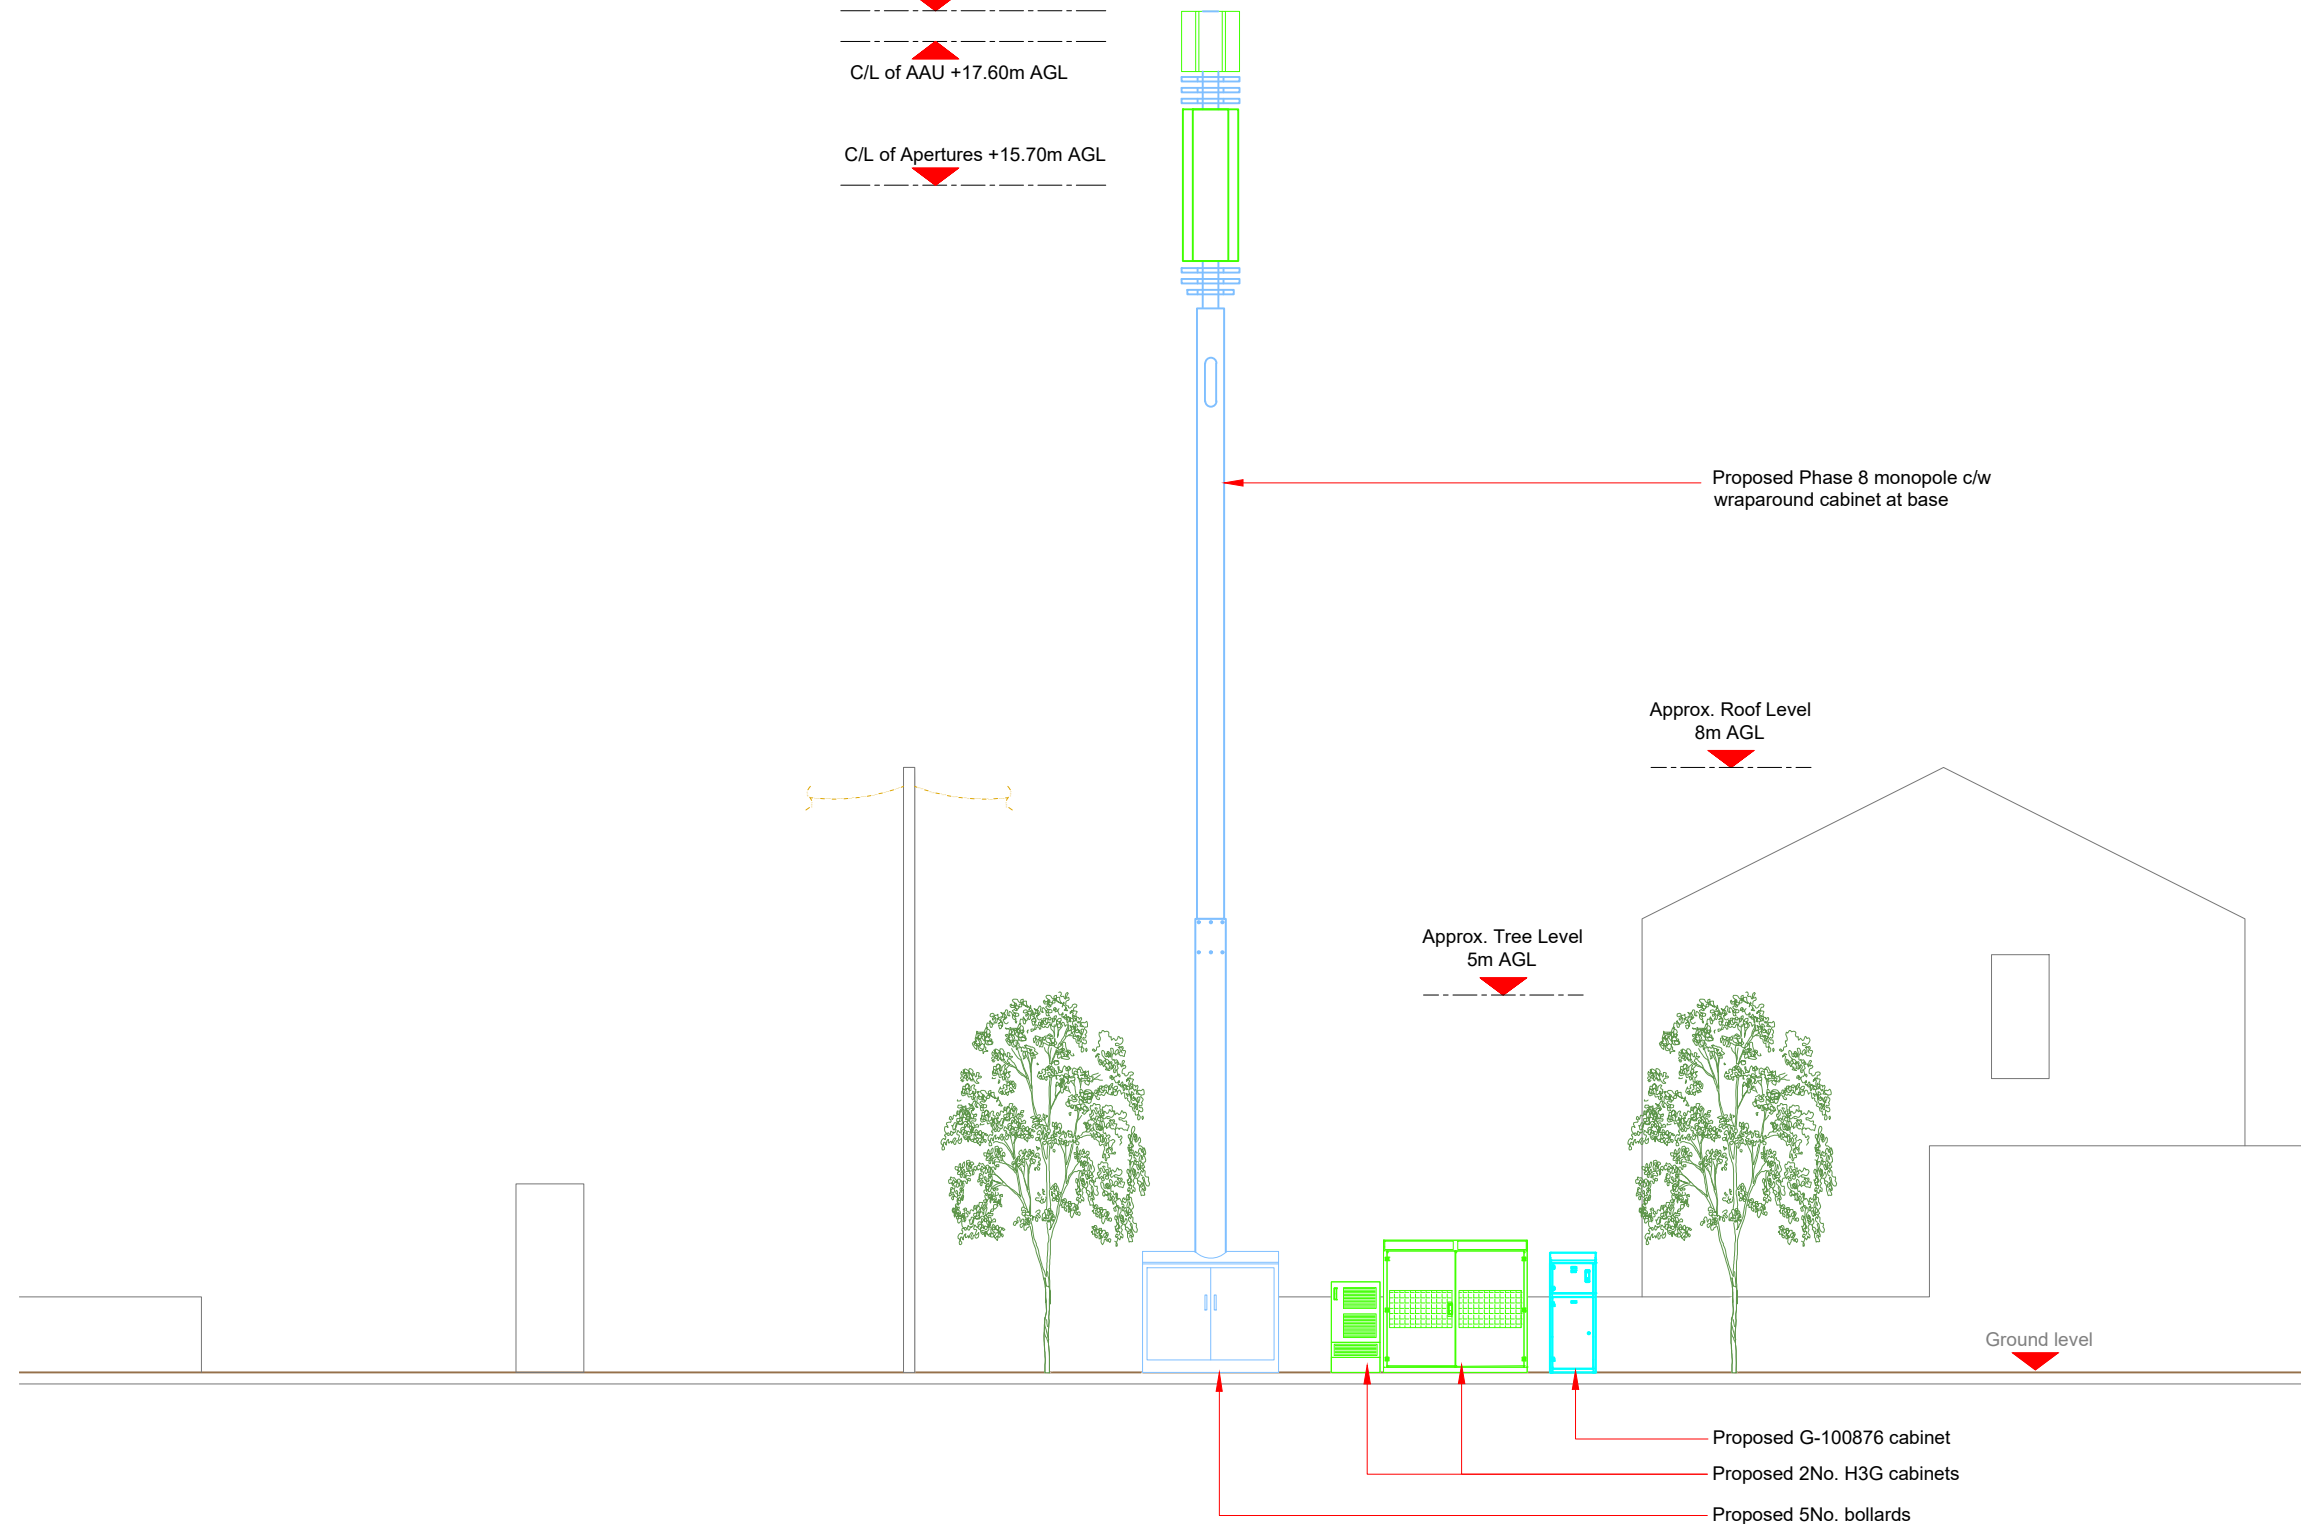 C/L of AAU +17.60m AGL
C/L of Apertures +15.70m AGL
Proposed Phase 8 monopole c/w
wraparound cabinet at base
Approx. Roof Level
8m AGL
Approx. Tree Level
5m AGL
Ground level
Proposed G-100876 cabinet
Proposed 2No. H3G cabinets
Proposed 5No. bollards